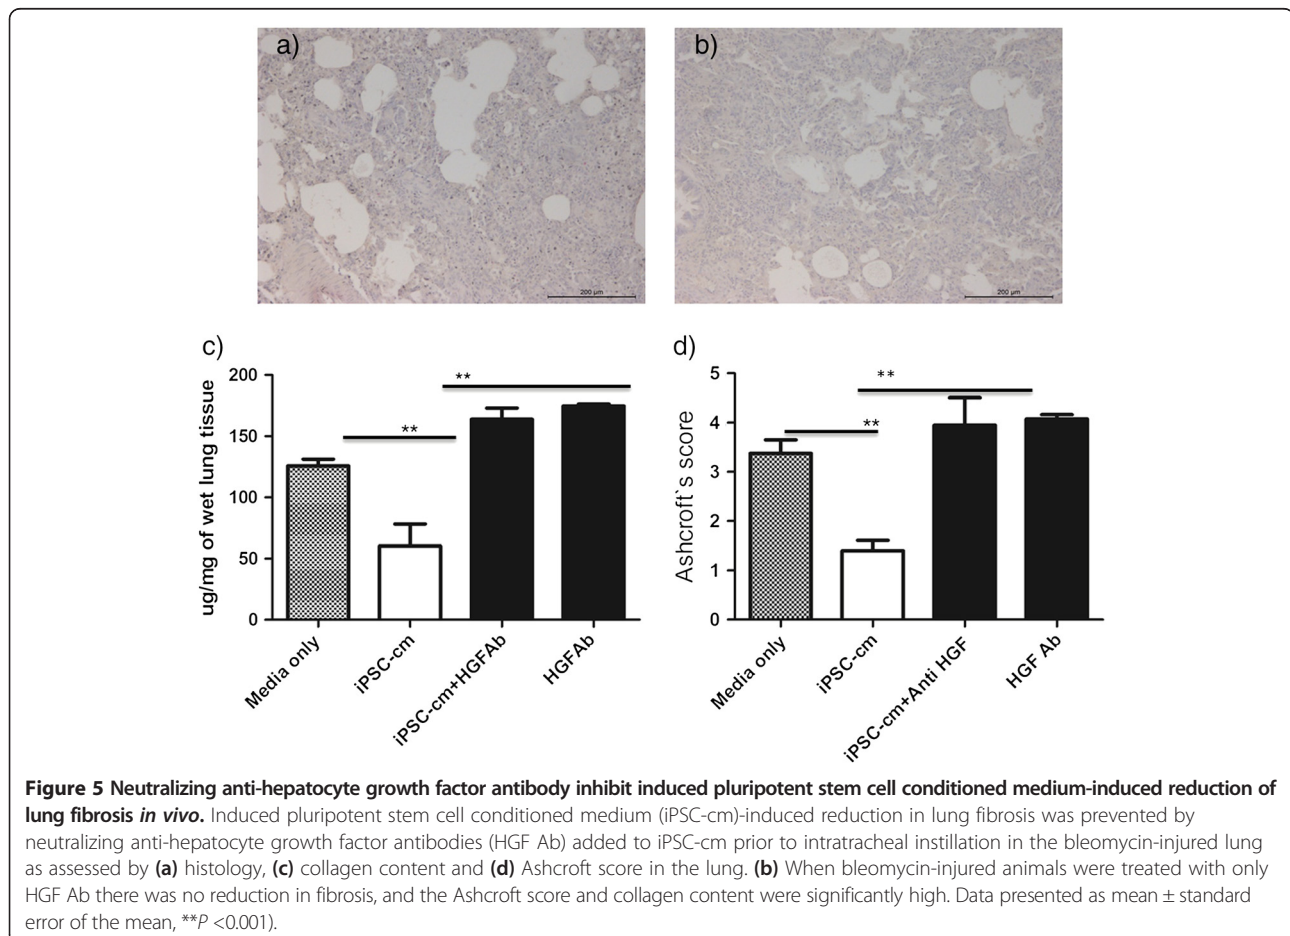 a)
b)
200 µm
200 µm
c)
**
**
ug/mg of wet lung tissue
200
150
100
50
0
Media only
iPSC-cm
iPSC-cm+HGFAb
HGFAb
d)
**
**
Ashcroft`s score
5
4
3
2
1
0
Media only
iPSC-cm
iPSC-cm+Anti HGF
HGF Ab
Figure 5 Neutralizing anti-hepatocyte growth factor antibody inhibit induced pluripotent stem cell conditioned medium-induced reduction of
lung fibrosis in vivo. Induced pluripotent stem cell conditioned medium (iPSC-cm)-induced reduction in lung fibrosis was prevented by
neutralizing anti-hepatocyte growth factor antibodies (HGF Ab) added to iPSC-cm prior to intratracheal instillation in the bleomycin-injured lung
as assessed by (a) histology, (c) collagen content and (d) Ashcroft score in the lung. (b) When bleomycin-injured animals were treated with only
HGF Ab there was no reduction in fibrosis, and the Ashcroft score and collagen content were significantly high. Data presented as mean ± standard
error of the mean, **P <0.001).